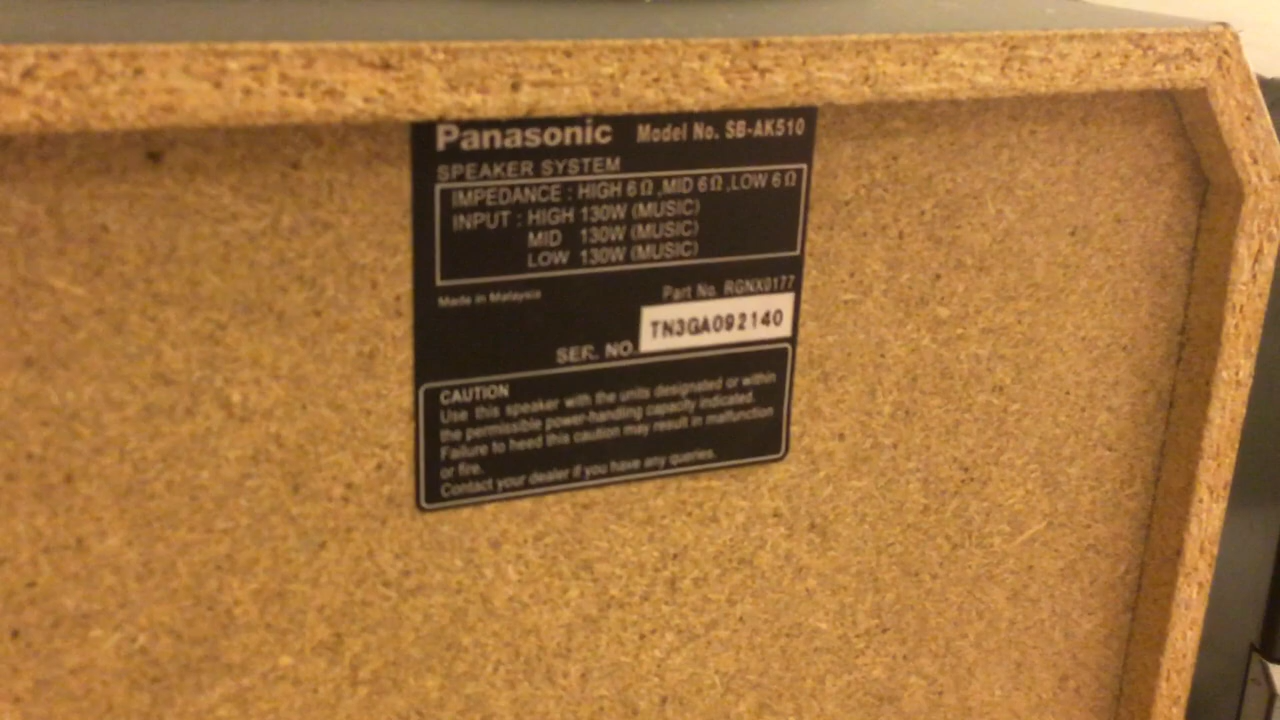 Panasonic Model No. SB-AK510
SPEAKER SYSTEM
IMPEDANCE : HIGH 6Ω ,MID 6Ω ,LOW 6Ω
INPUT : HIGH 130W (MUSIC)
MID 130W (MUSIC)
LOW 130W (MUSIC)
Made in Malaysia Part No. RGNX0177
SER. NO. TN3GA092140
CAUTION
Use this speaker with the units designated or within
the permissible power-handling capacity indicated.
Failure to heed this caution may result in malfunction
or fire.
Contact your dealer if you have any queries.